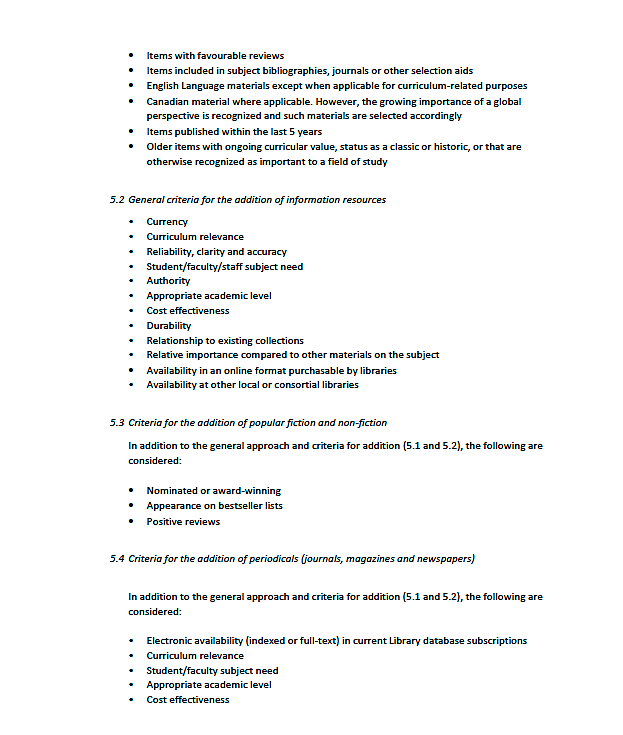 • Items with favourable reviews
• Items included in subject bibliographies, journals or other selection aids
• English Language materials except when applicable for curriculum-related purposes
• Canadian material where applicable. However, the growing importance of a global
perspective is recognized and such materials are selected accordingly
• Items published within the last 5 years
• Older items with ongoing curricular value, status as a classic or historic, or that are
otherwise recognized as important to a field of study
5.2 General criteria for the addition of information resources
• Currency
• Curriculum relevance
• Reliability, clarity and accuracy
• Student/faculty/staff subject need
• Authority
• Appropriate academic level
• Cost effectiveness
• Durability
• Relationship to existing collections
• Relative importance compared to other materials on the subject
• Availability in an online format purchasable by libraries
• Availability at other local or consortial libraries
5.3 Criteria for the addition of popular fiction and non-fiction
In addition to the general approach and criteria for addition (5.1 and 5.2), the following are
considered:
• Nominated or award-winning
• Appearance on bestseller lists
• Positive reviews
5.4 Criteria for the addition of periodicals (journals, magazines and newspapers)
In addition to the general approach and criteria for addition (5.1 and 5.2), the following are
considered:
• Electronic availability (indexed or full-text) in current Library database subscriptions
• Curriculum relevance
• Student/faculty subject need
• Appropriate academic level
• Cost effectiveness